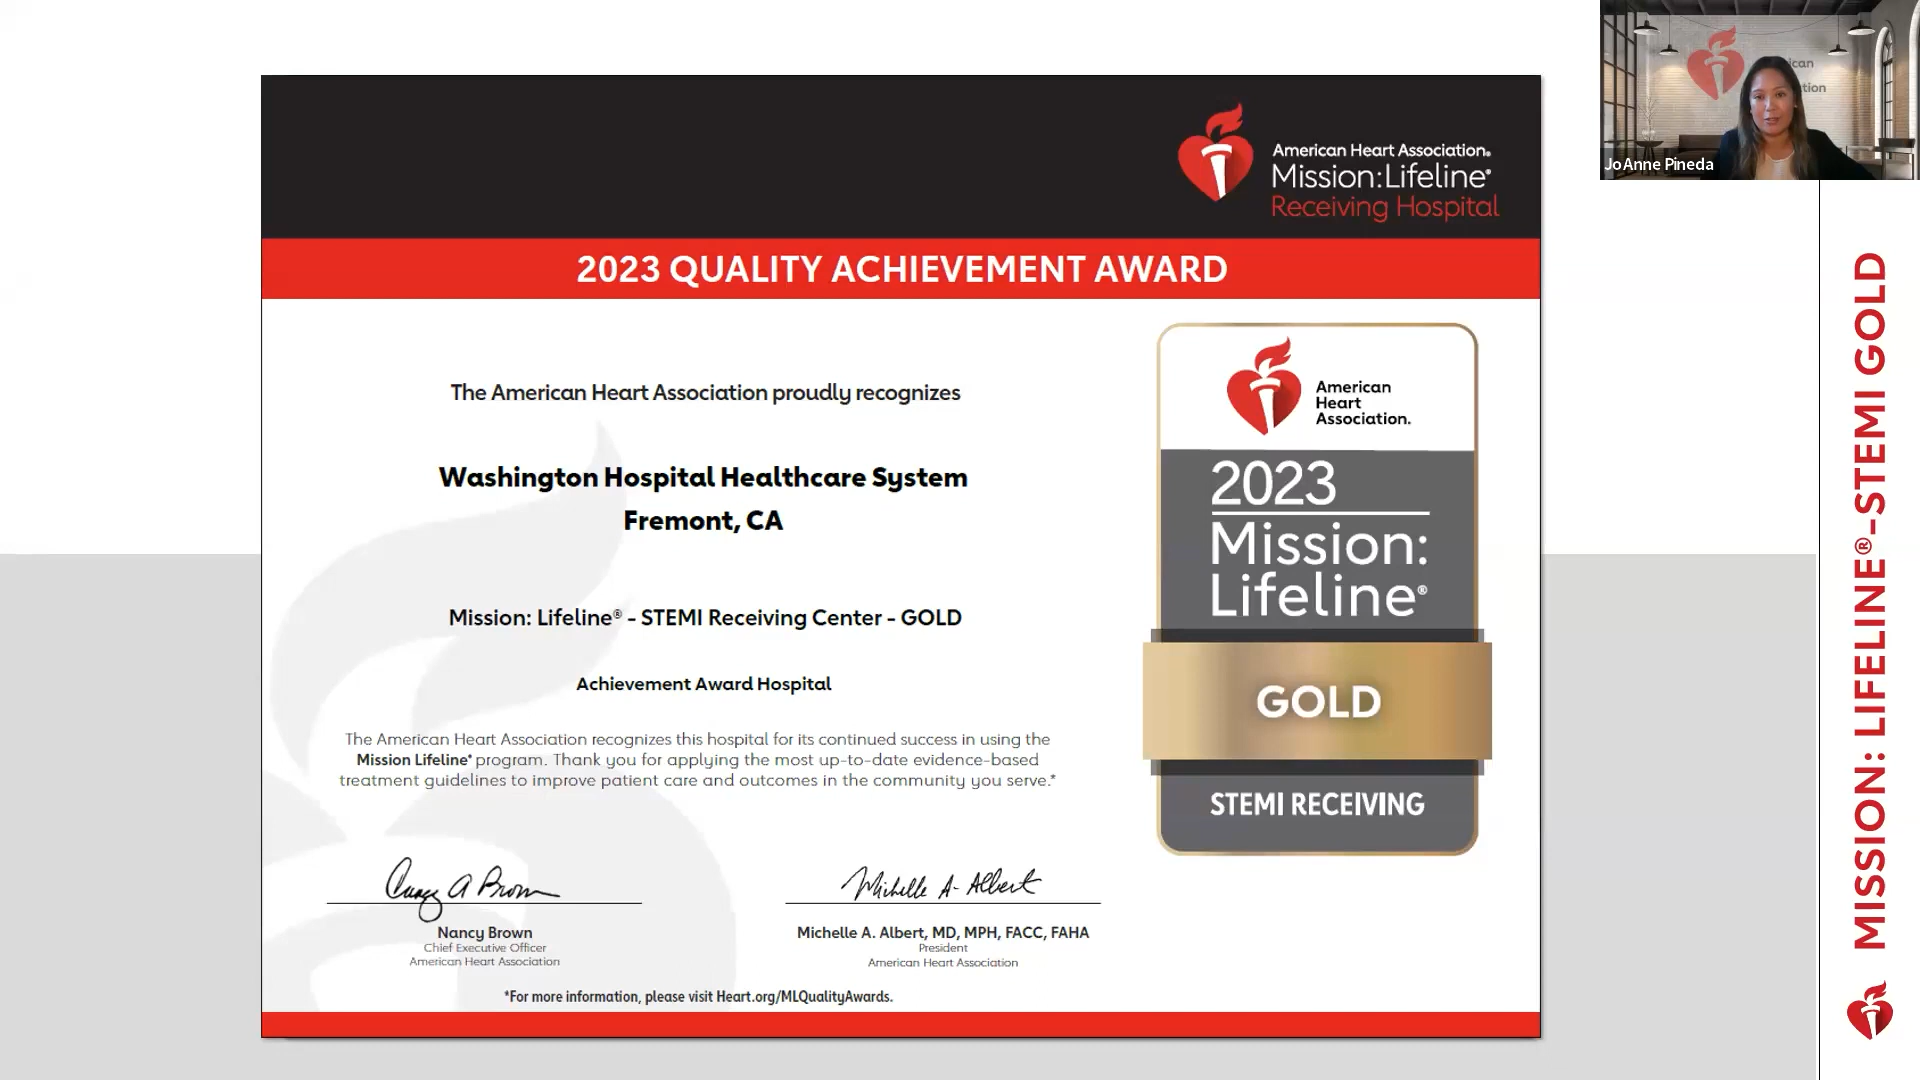 American Heart Association®
Mission:Lifeline®
Receiving Hospital
2023 QUALITY ACHIEVEMENT AWARD
The American Heart Association proudly recognizes
Washington Hospital Healthcare System
Fremont, CA
Mission: Lifeline® - STEMI Receiving Center - GOLD
Achievement Award Hospital
The American Heart Association recognizes this hospital for its continued success in using the
Mission Lifeline® program. Thank you for applying the most up-to-date evidence-based
treatment guidelines to improve patient care and outcomes in the community you serve.*
Nancy A Brown
Nancy Brown
Chief Executive Officer
American Heart Association
Michelle A. Albert
Michelle A. Albert, MD, MPH, FACC, FAHA
President
American Heart Association
*For more information, please visit Heart.org/MLQualityAwards.
American
Heart
Association.
2023
Mission:
Lifeline®
GOLD
STEMI RECEIVING
JoAnne Pineda
MISSION: LIFELINE®-STEMI GOLD